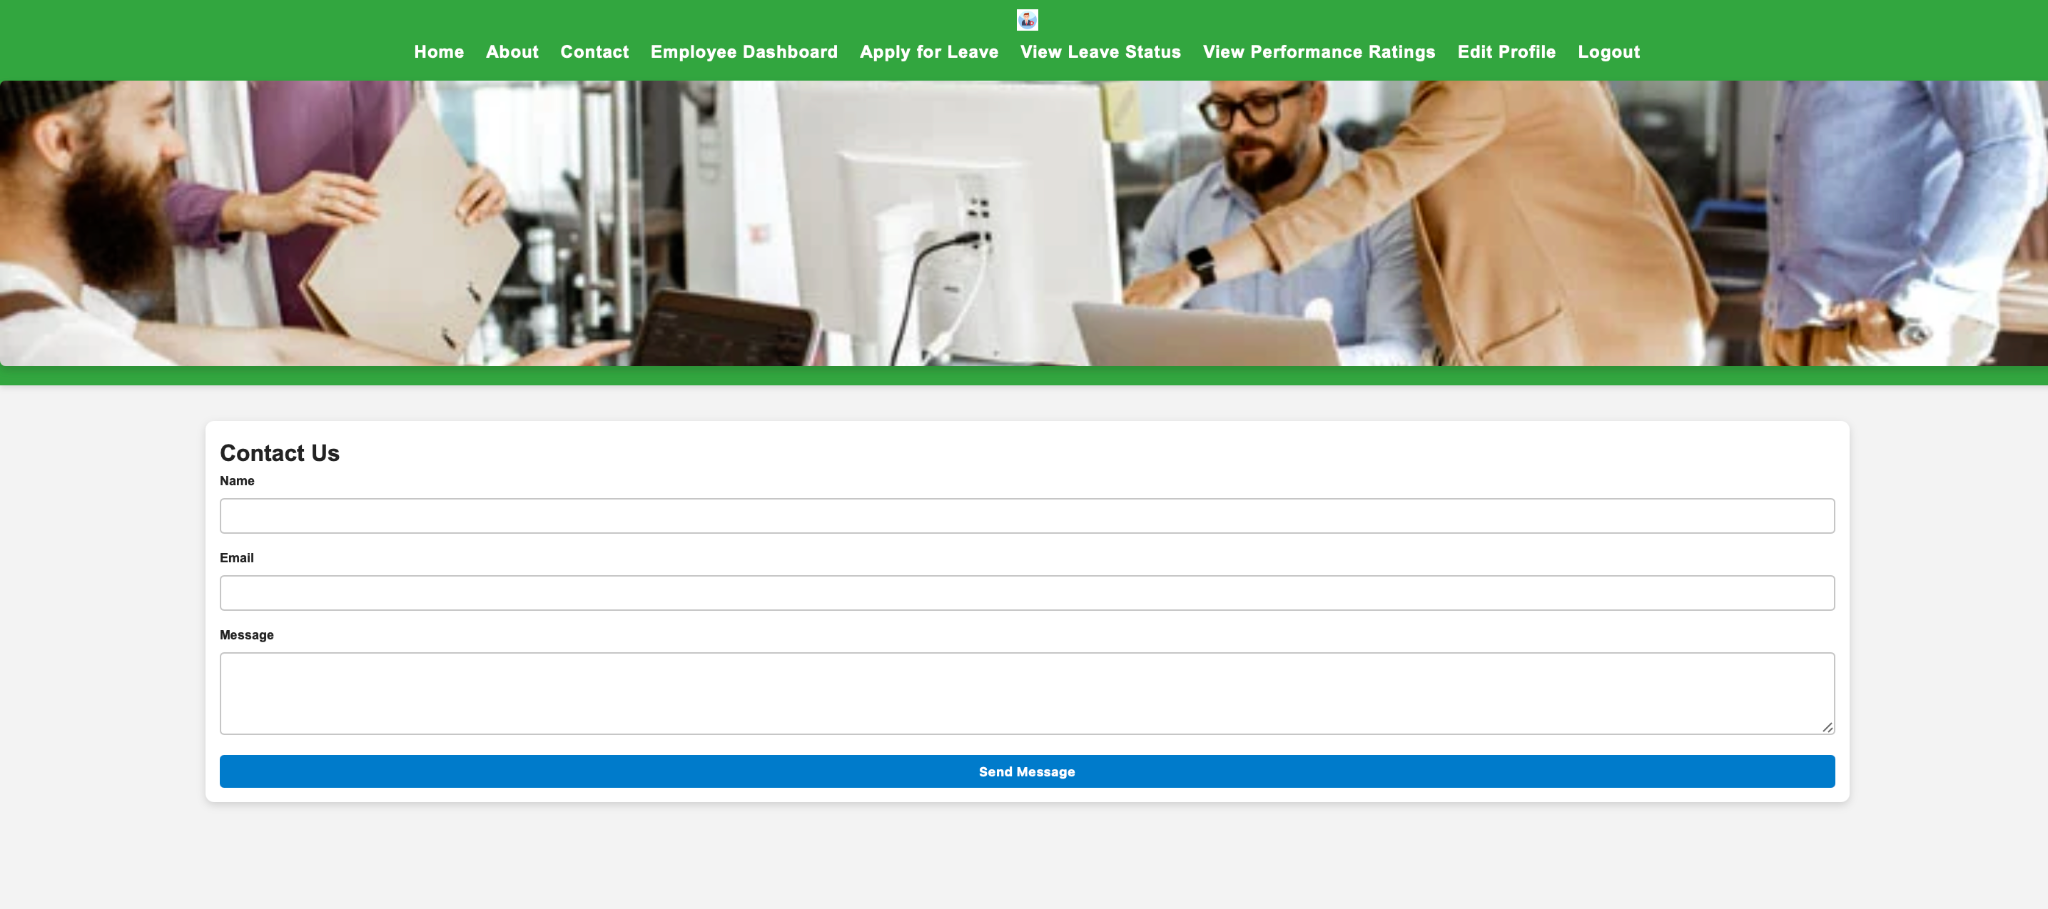 Home About Contact Employee Dashboard Apply for Leave View Leave Status View Performance Ratings Edit Profile Logout
Contact Us
Name
Email
Message
Send Message